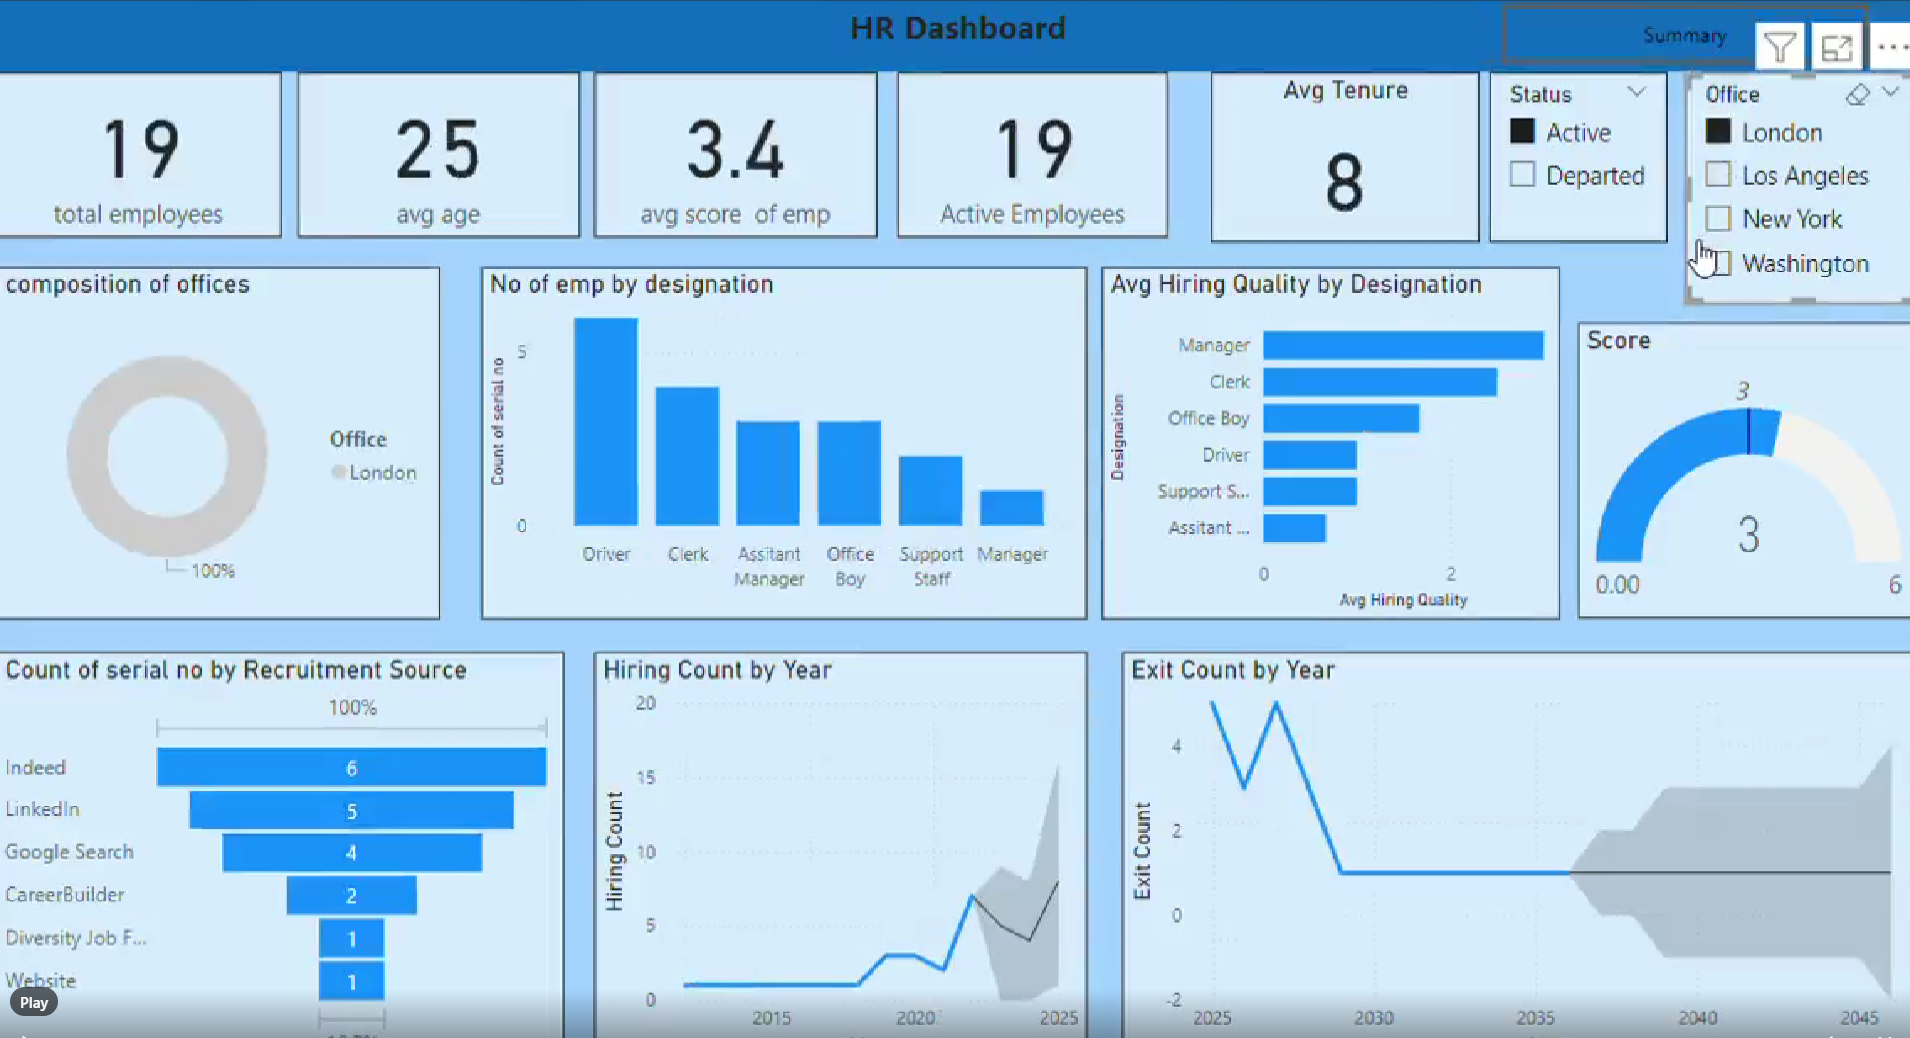 HR Dashboard
Summary
19
total employees
25
avg age
3.4
avg score of emp
19
Active Employees
Avg Tenure
8
Status
Active
Departed
Office
London
Los Angeles
New York
Washington
composition of offices
Office
London
100%
No of emp by designation
Count of serial no
5
0
Driver
Clerk
Assitant
Manager
Office
Boy
Support
Staff
Manager
Avg Hiring Quality by Designation
Designation
Manager
Clerk
Office Boy
Driver
Support S...
Assitant ...
0
2
Avg Hiring Quality
Score
3
3
0.00
6
Count of serial no by Recruitment Source
100%
Indeed
6
LinkedIn
5
Google Search
4
CareerBuilder
2
Diversity Job F...
1
Website
1
Play
Hiring Count by Year
Hiring Count
20
15
10
5
0
2015
2020
2025
Exit Count by Year
Exit Count
4
2
0
-2
2025
2030
2035
2040
2045